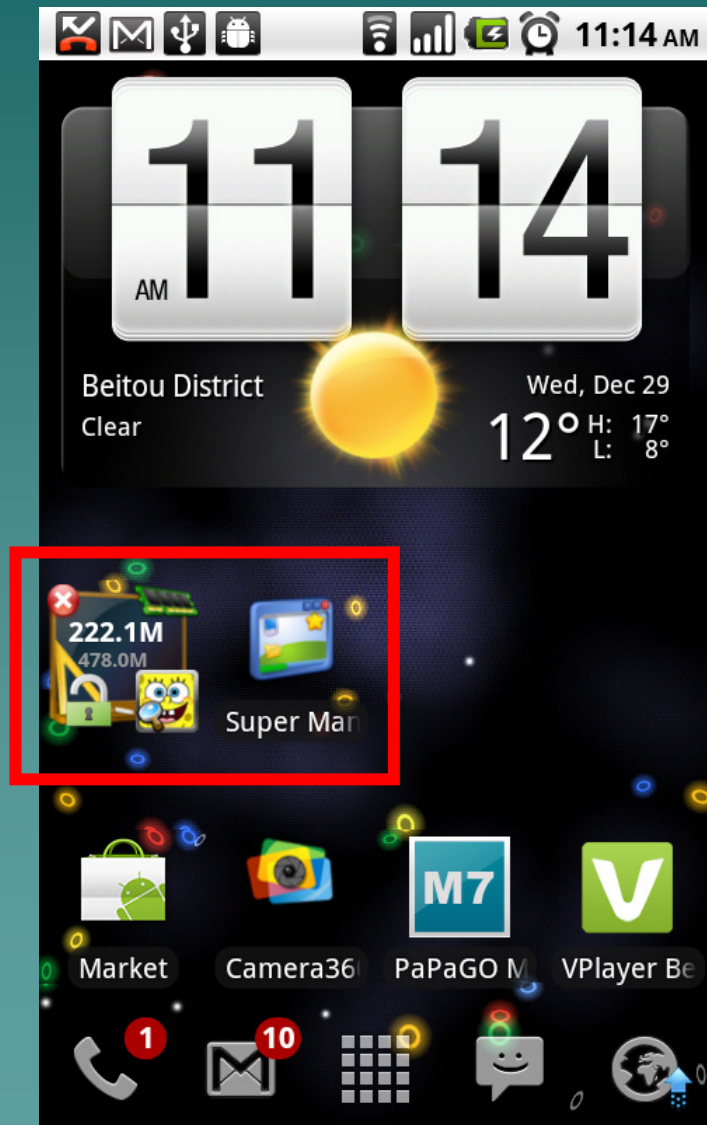 11:14 AM
11 14
AM
Beitou District
Wed, Dec 29
Clear
12° H: 17°
L: 8°
222.1M
478.0M
Super Man
M7
V
Market
Camera36
PaPaGO M
VPlayer Be
1
10